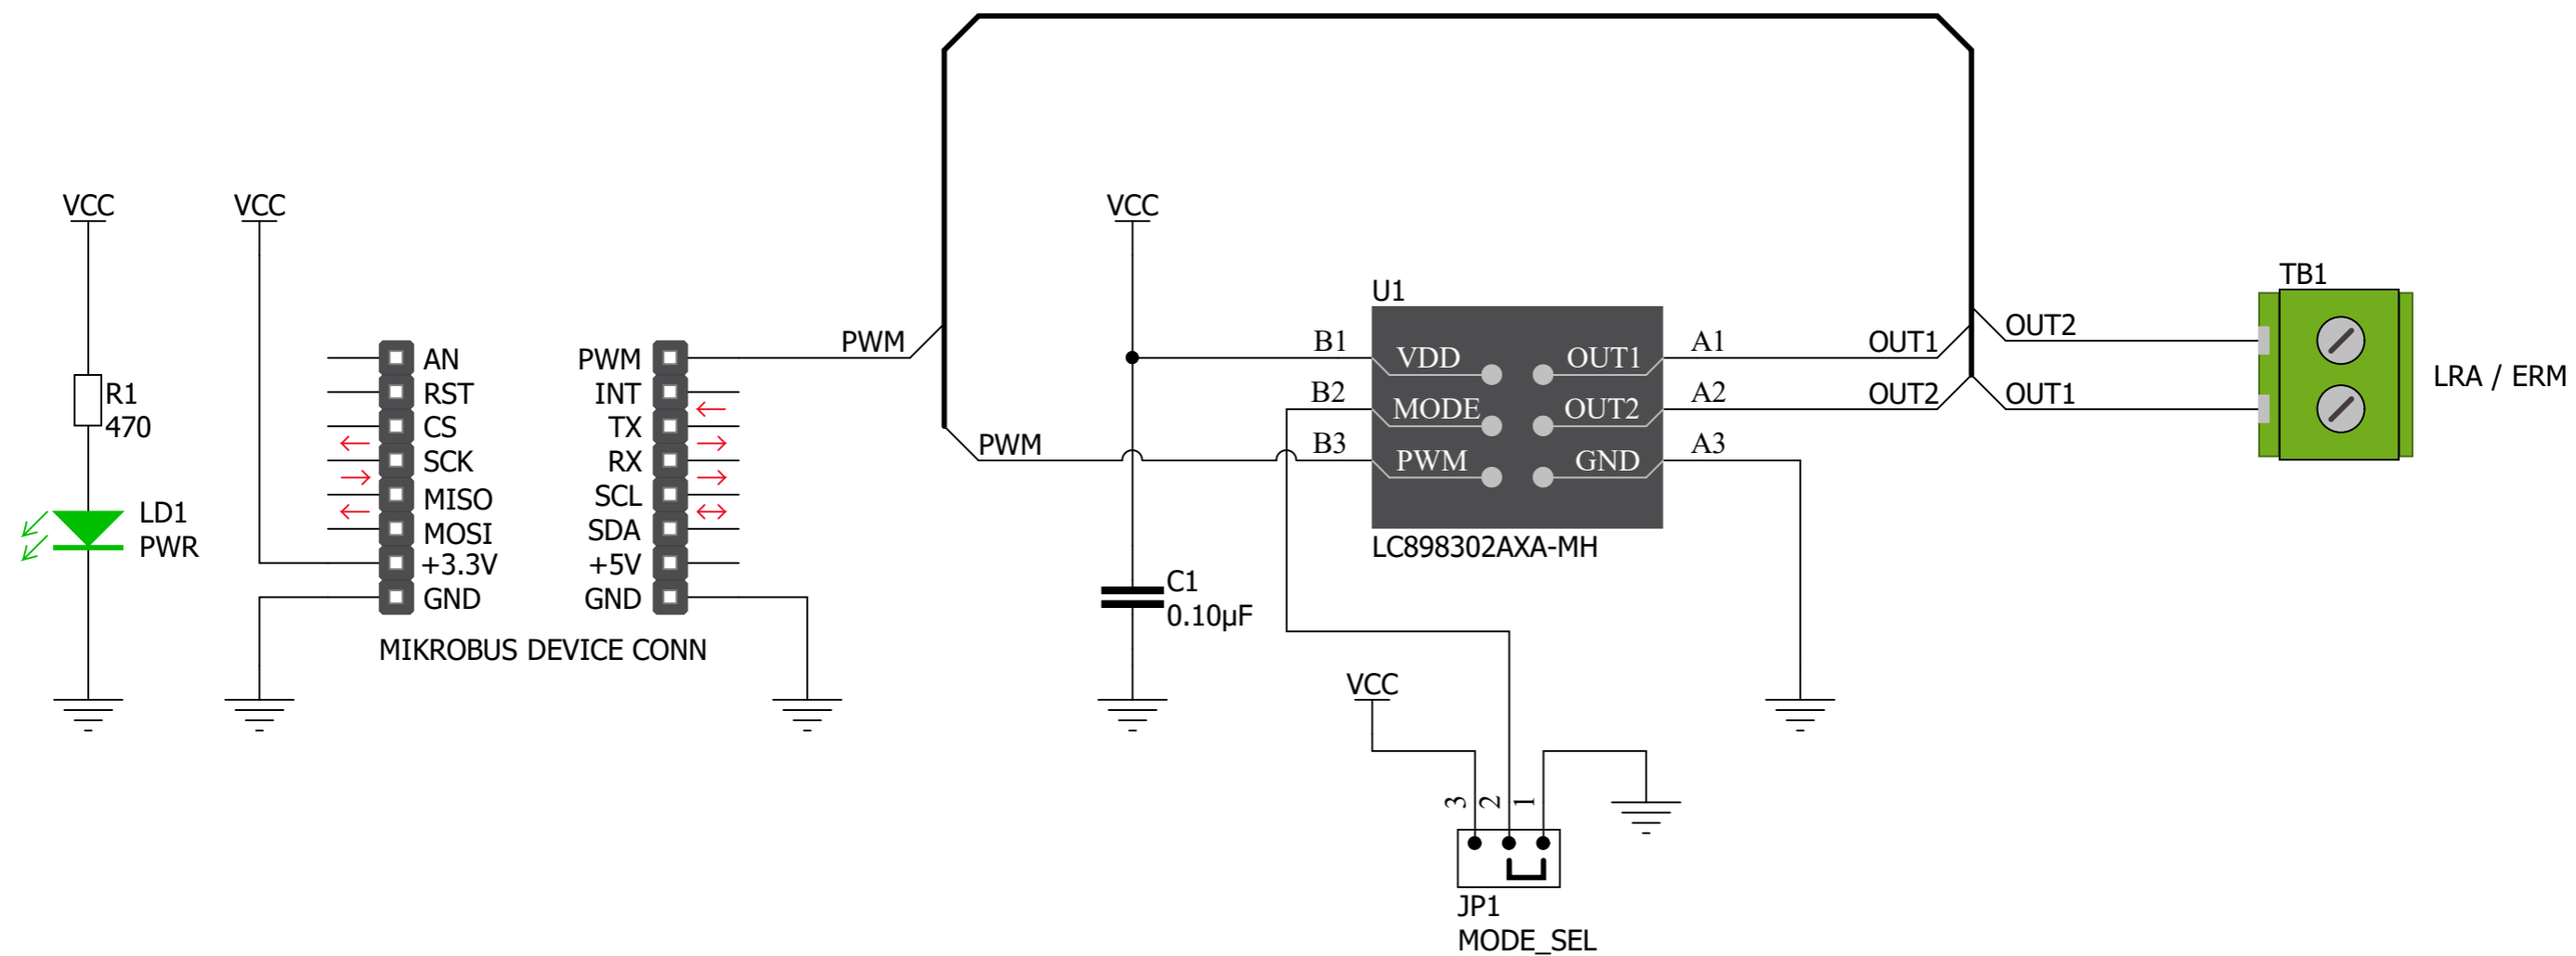 VCC
R1
470
LD1
PWR
VCC
AN
RST
CS
SCK
MISO
MOSI
+3.3V
GND
PWM
INT
TX
RX
SCL
SDA
+5V
GND
MIKROBUS DEVICE CONN
PWM
PWM
VCC
C1
0.10µF
U1
B1
B2
B3
VDD
MODE
PWM
OUT1
OUT2
GND
A1
A2
A3
LC898302AXA-MH
OUT1
OUT2
OUT2
OUT1
TB1
LRA / ERM
VCC
3
2
1
JP1
MODE_SEL